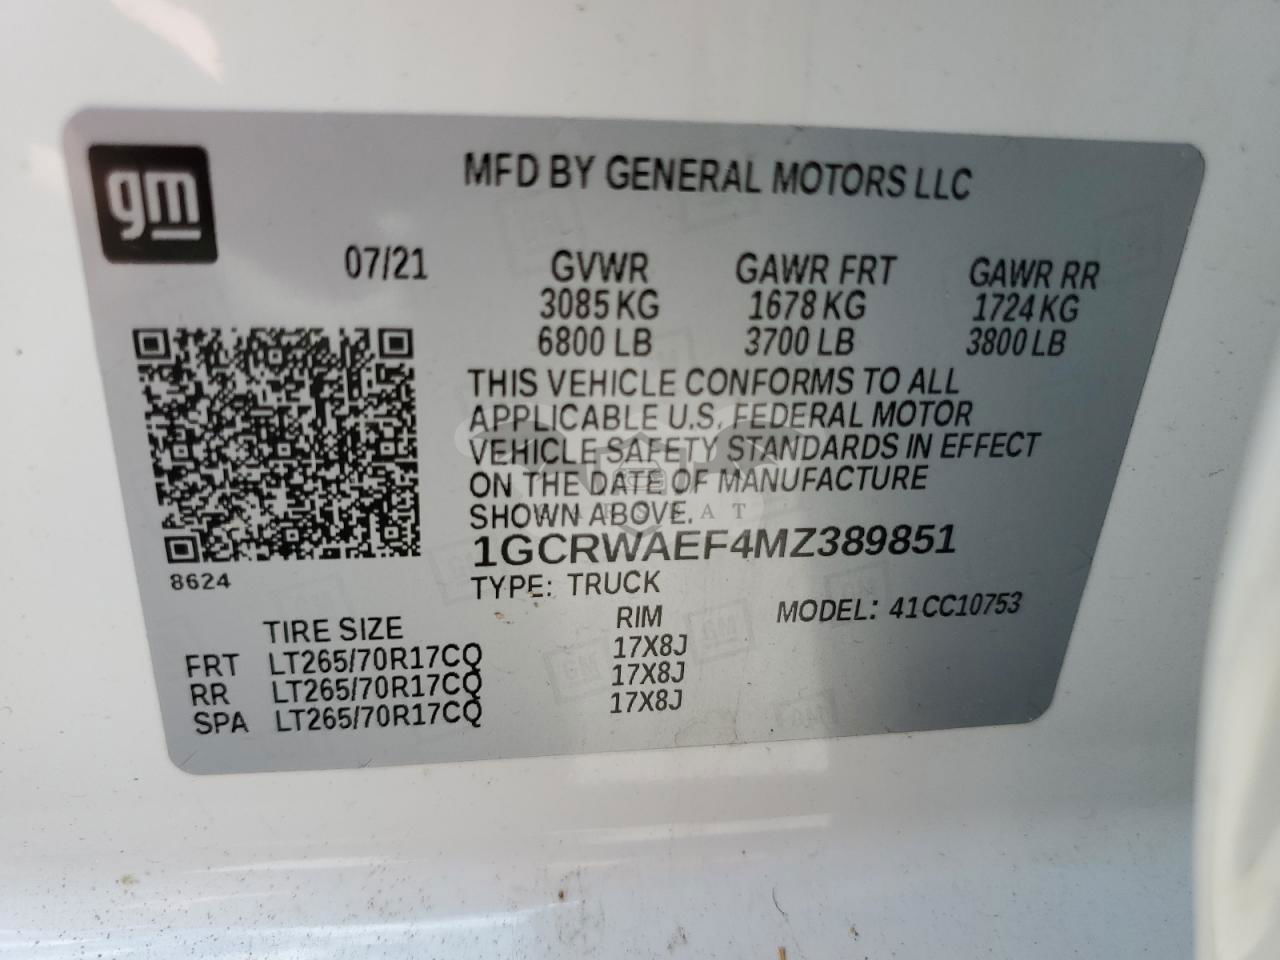 gm
MFD BY GENERAL MOTORS LLC
07/21 GVWR GAWR FRT GAWR RR
3085 KG 1678 KG 1724 KG
6800 LB 3700 LB 3800 LB
THIS VEHICLE CONFORMS TO ALL
APPLICABLE U.S. FEDERAL MOTOR
VEHICLE SAFETY STANDARDS IN EFFECT
ON THE DATE OF MANUFACTURE
SHOWN ABOVE.
1GCRWAEF4MZ389851
8624
TYPE: TRUCK
MODEL: 41CC10753
TIRE SIZE RIM
FRT LT265/70R17CQ 17X8J
RR LT265/70R17CQ 17X8J
SPA LT265/70R17CQ 17X8J